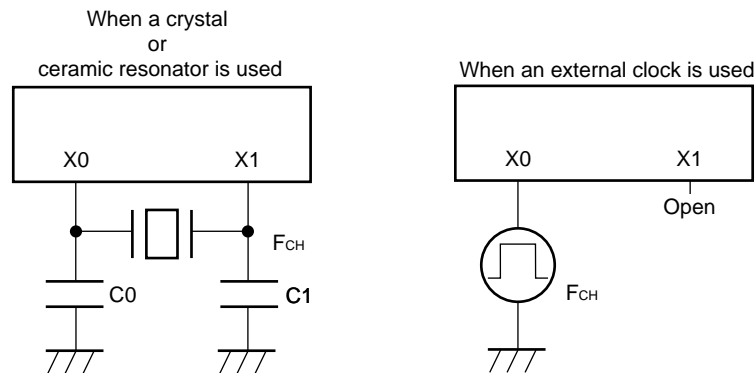 When a crystal
or
ceramic resonator is used
X0 X1
FCH
C0 C1
When an external clock is used
X0 X1
Open
FCH